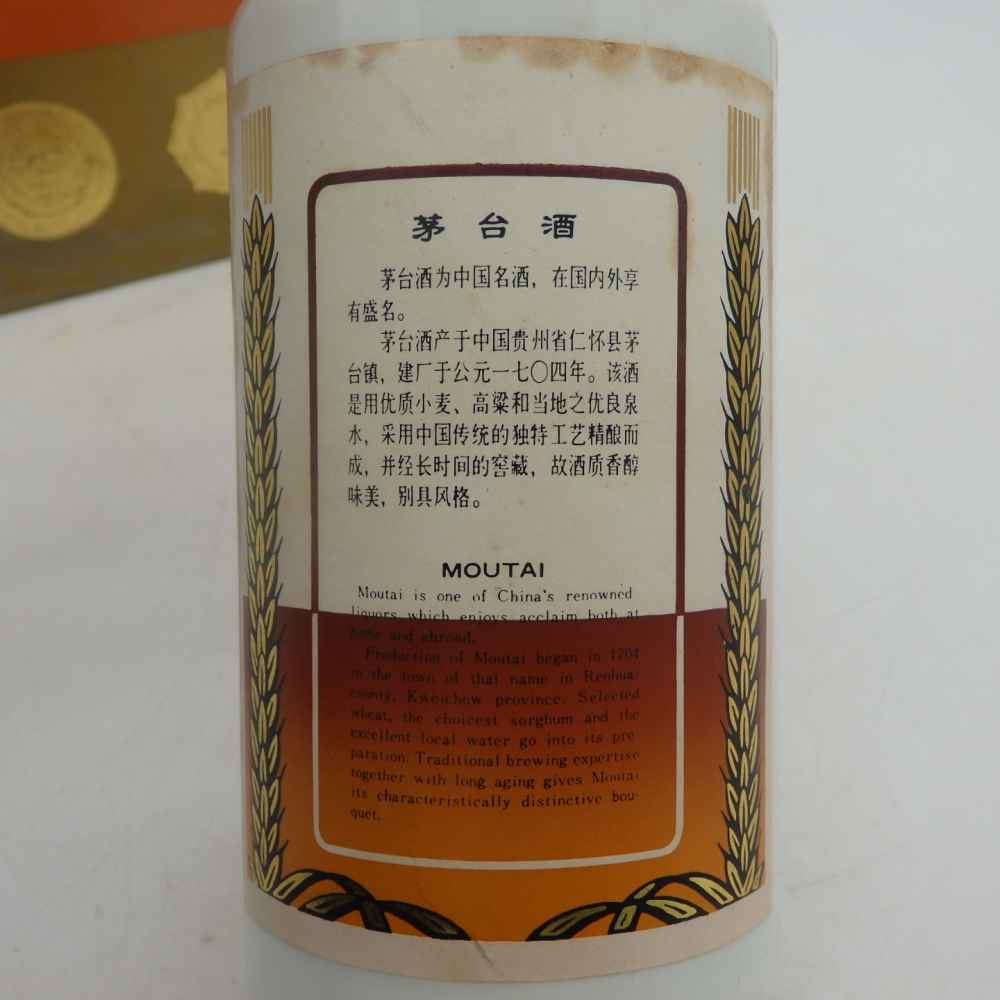 茅台酒
茅台酒为中国名酒，在国内外享
有盛名。
茅台酒产于中国贵州省仁怀县茅
台镇，建厂于公元一七〇四年。该酒
是用优质小麦、高粱和当地之优良泉
水，采用中国传统的独特工艺精酿而
成，并经长时间的窖藏，故酒质香醇
味美，别具风格。
MOUTAI
Moutai is one of China's renowned
liquors which enjoys acclaim both at
home and abroad.
Production of Moutai began in 1704
in the town of that name in Renhuai
county, Kweichow province. Selected
wheat, the choicest sorghum and the
excellent local water go into its pre-
paration. Traditional brewing expertise
together with long aging gives Moutai
its characteristically distinctive bou-
quet.